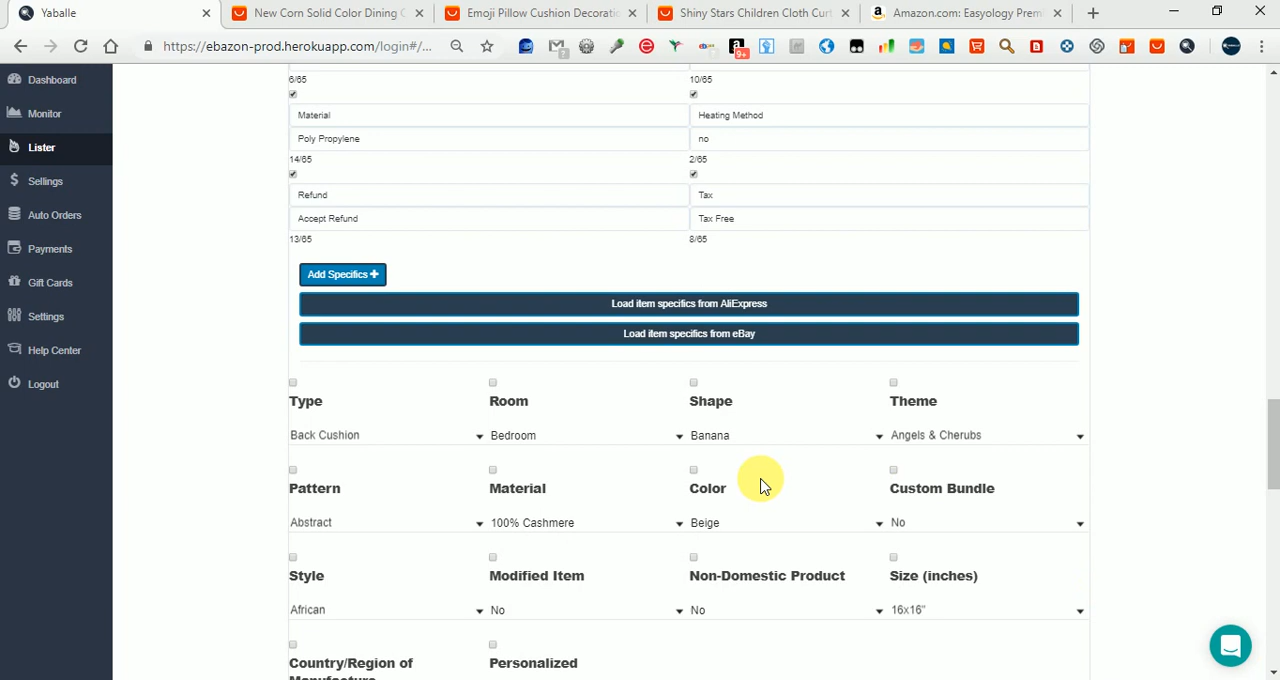 Yaballe
New Corn Solid Color Dining C
Emoji Pillow Cushion Decoratio
Shiny Stars Children Cloth Curt
Amazon.com: Easyology Premi
https://ebazon-prod.herokuapp.com/login#/...
Dashboard
Monitor
Lister
Sellings
Auto Orders
Payments
Gift Cards
Settings
Help Center
Logout
6/65
10/65
Material
Heating Method
Poly Propylene
no
14/65
2/65
Refund
Tax
Accept Refund
Tax Free
13/65
8/65
Add Specifics
Load item specifics from AliExpress
Load item specifics from eBay
Type
Room
Shape
Theme
Back Cushion
Bedroom
Banana
Angels & Cherubs
Pattern
Material
Color
Custom Bundle
Abstract
100% Cashmere
Beige
No
Style
Modified Item
Non-Domestic Product
Size (inches)
African
No
No
16x16"
Country/Region of
Manufacture
Personalized